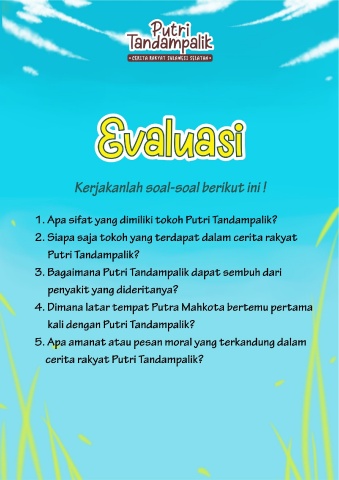 Putri
Tandampalik
• CERITA RAKYAT SULAWESI SELATAN •
Evaluasi
Kerjakanlah soal-soal berikut ini !
1. Apa sifat yang dimiliki tokoh Putri Tandampalik?
2. Siapa saja tokoh yang terdapat dalam cerita rakyat
Putri Tandampalik?
3. Bagaimana Putri Tandampalik dapat sembuh dari
penyakit yang dideritanya?
4. Dimana latar tempat Putra Mahkota bertemu pertama
kali dengan Putri Tandampalik?
5. Apa amanat atau pesan moral yang terkandung dalam
cerita rakyat Putri Tandampalik?